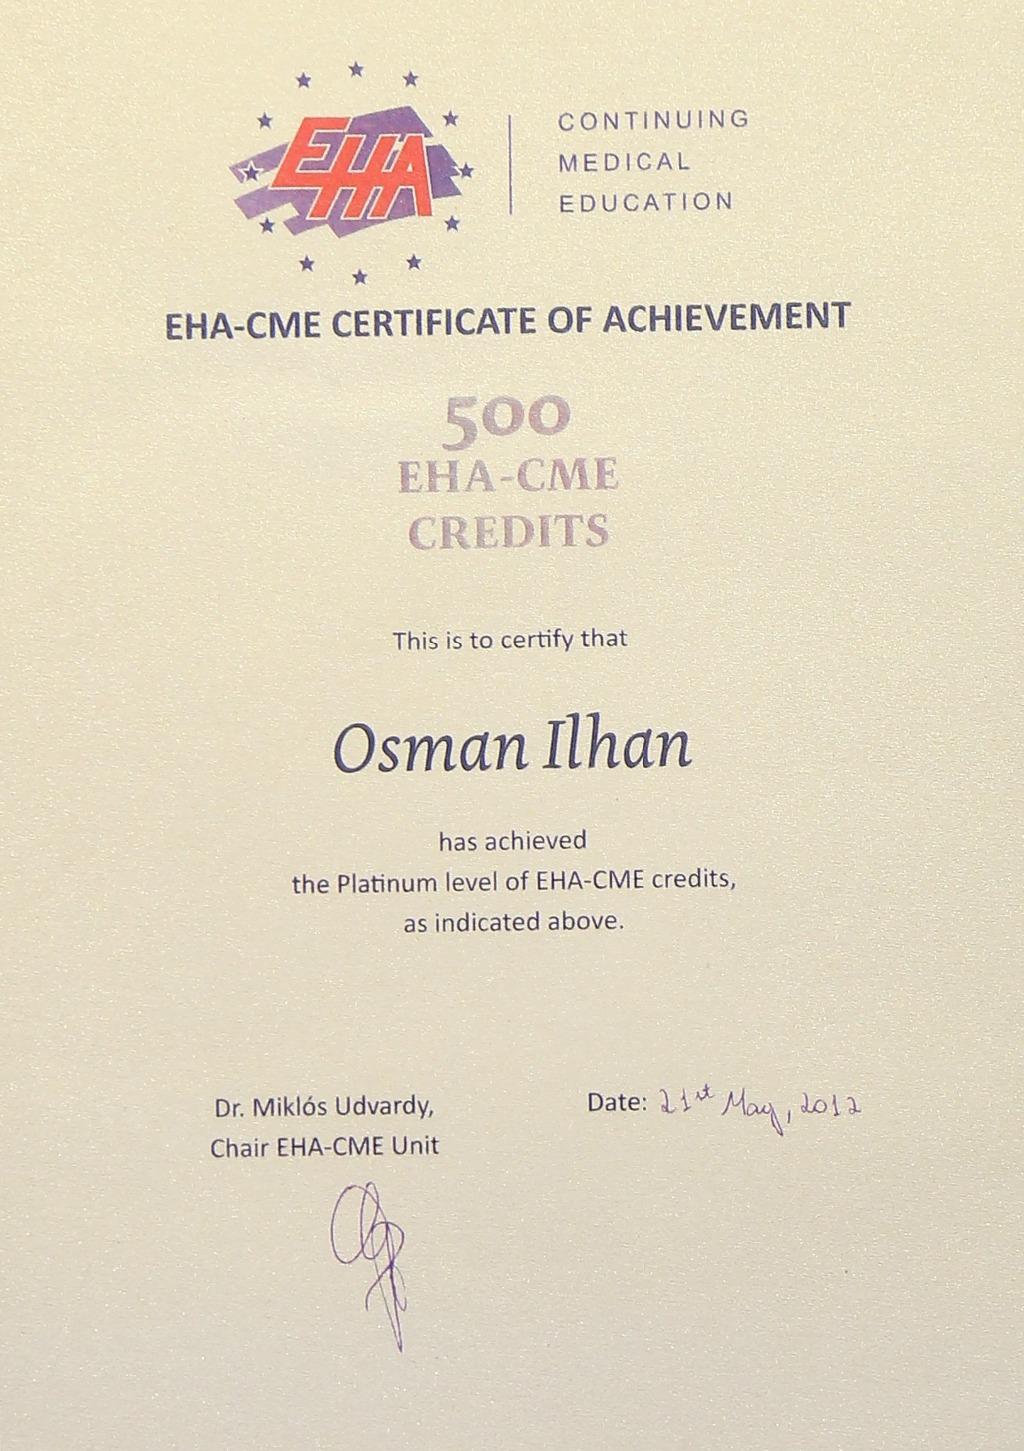 EHA
CONTINUING
MEDICAL
EDUCATION
EHA-CME CERTIFICATE OF ACHIEVEMENT
500
EHA-CME
CREDITS
This is to certify that
Osman Ilhan
has achieved
the Platinum level of EHA-CME credits,
as indicated above.
Dr. Miklós Udvardy,
Chair EHA-CME Unit
Date: 21st May, 2012